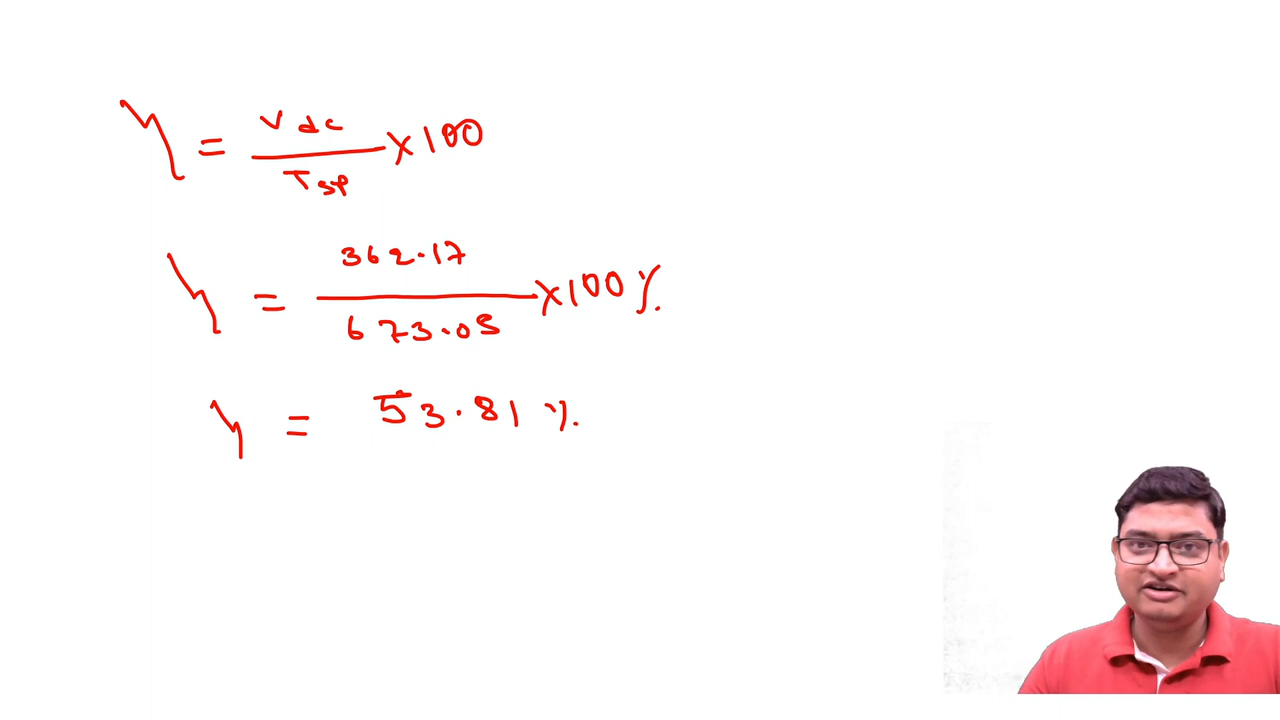 η = Vdc / Tsp × 100
η = 362.17 / 673.05 × 100 %
η = 53.81 %